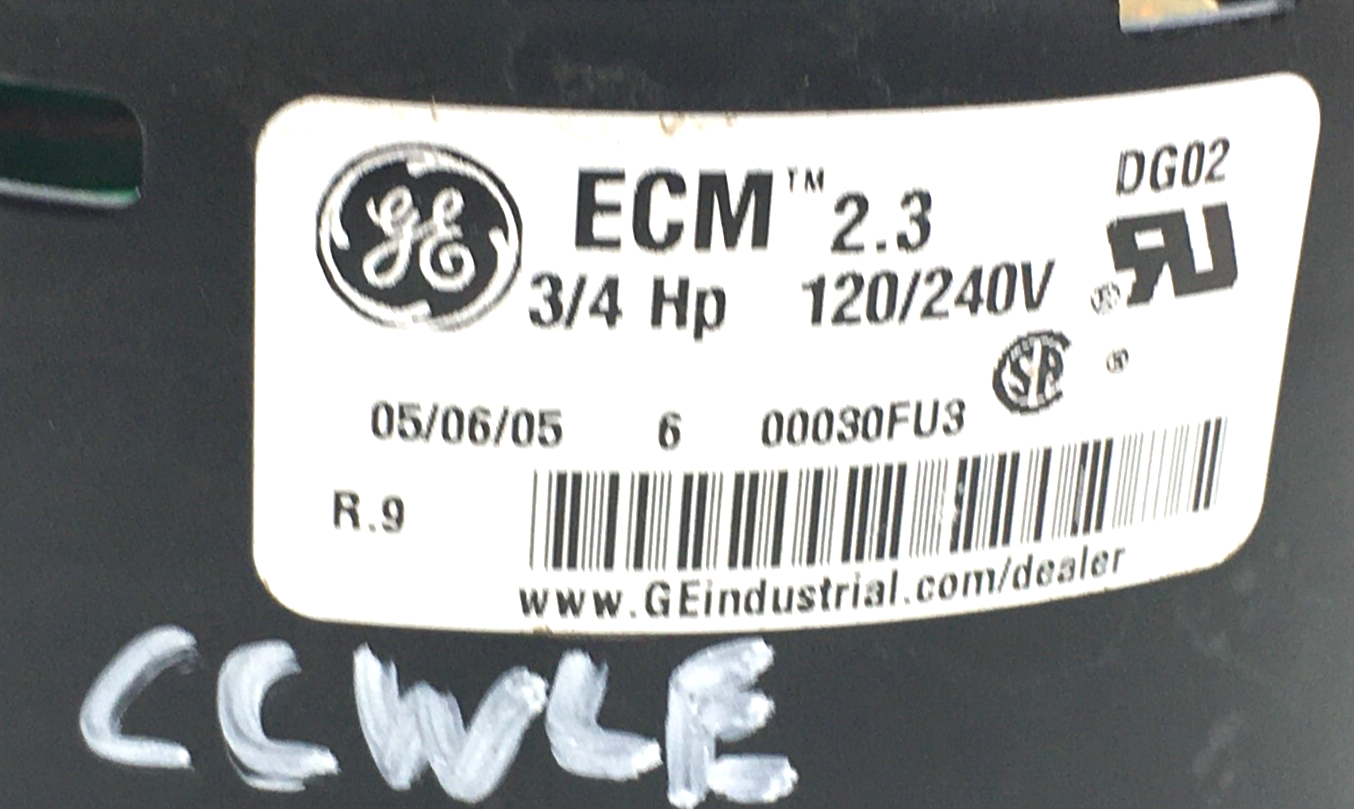 GE ECM™ 2.3 DG02
3/4 Hp 120/240V
05/06/05 6 00030FU3
R.9
www.GEindustrial.com/dealer
CCWLE